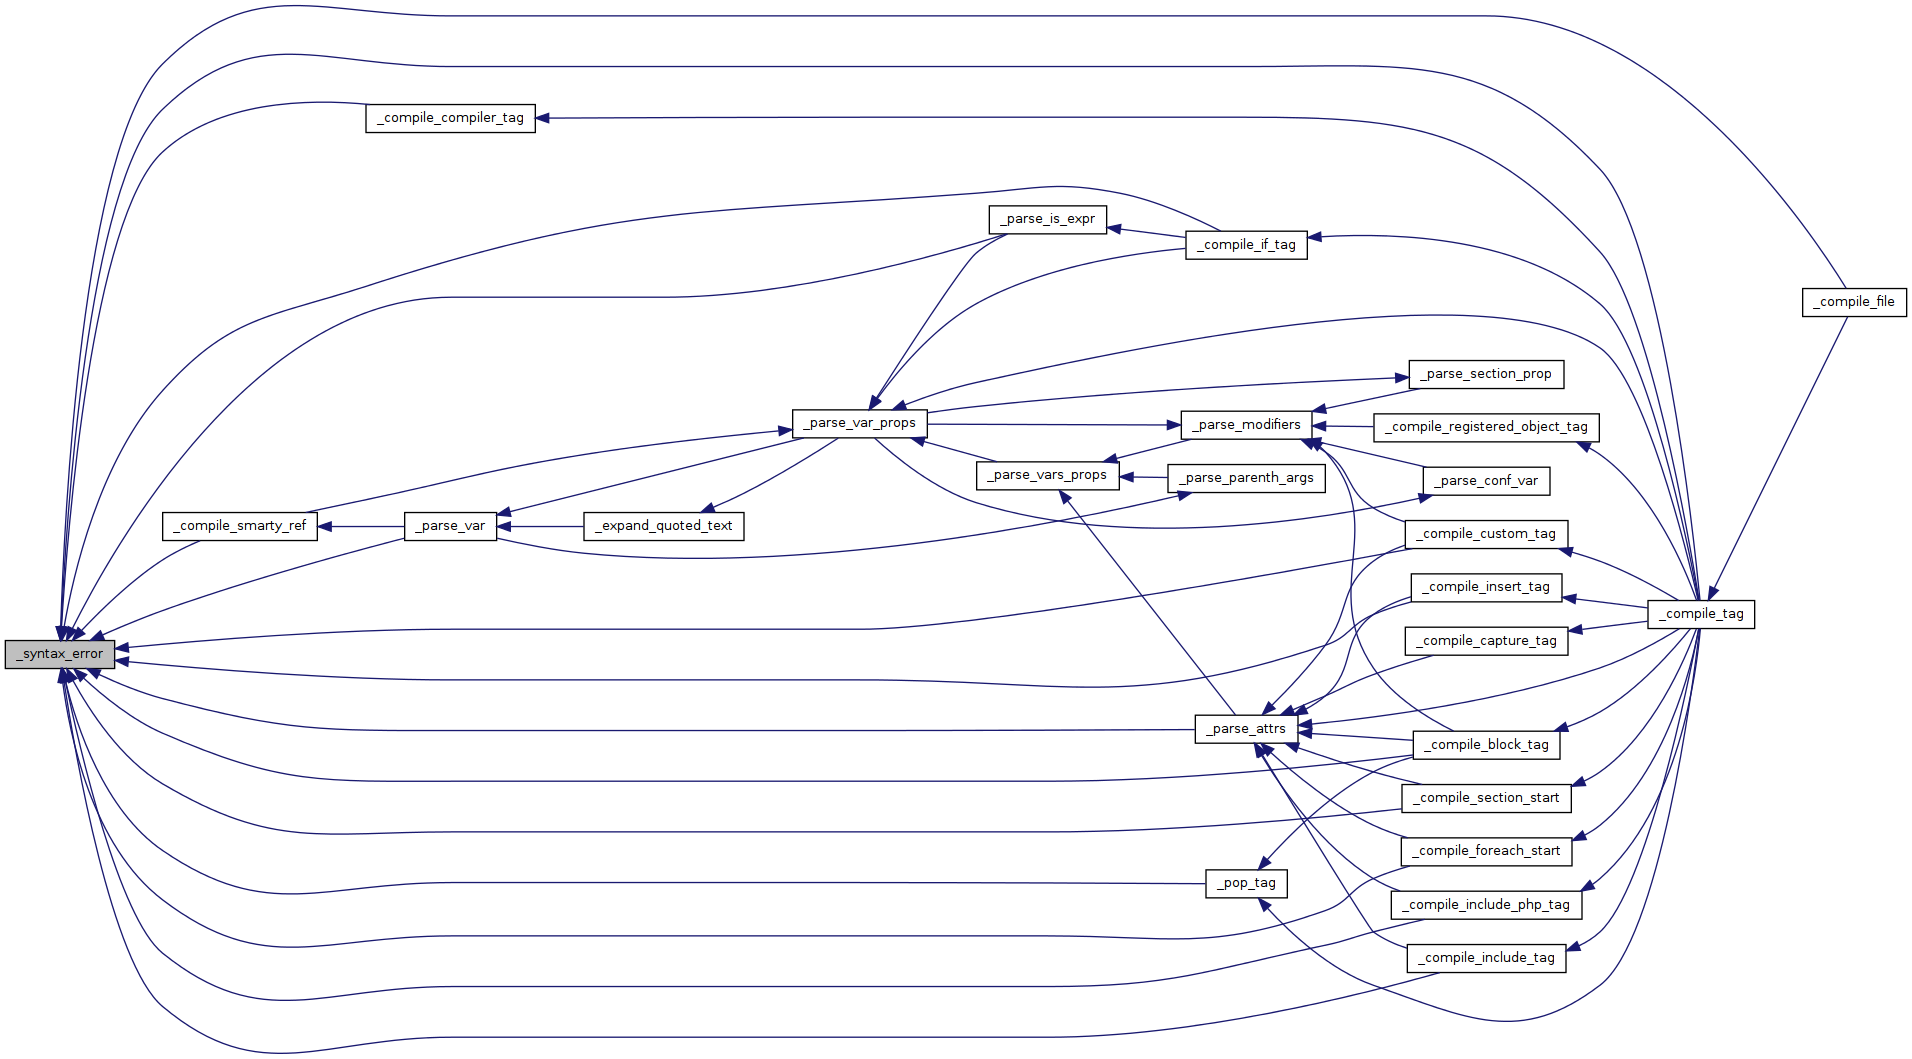 _compile_compiler_tag
_parse_is_expr
_compile_if_tag
_compile_file
_parse_section_prop
_parse_var_props
_parse_modifiers
_compile_registered_object_tag
_parse_vars_props
_parse_parenth_args
_parse_conf_var
_compile_smarty_ref
_parse_var
_expand_quoted_text
_compile_custom_tag
_compile_insert_tag
_compile_tag
_compile_capture_tag
_syntax_error
_parse_attrs
_compile_block_tag
_compile_section_start
_compile_foreach_start
_pop_tag
_compile_include_php_tag
_compile_include_tag